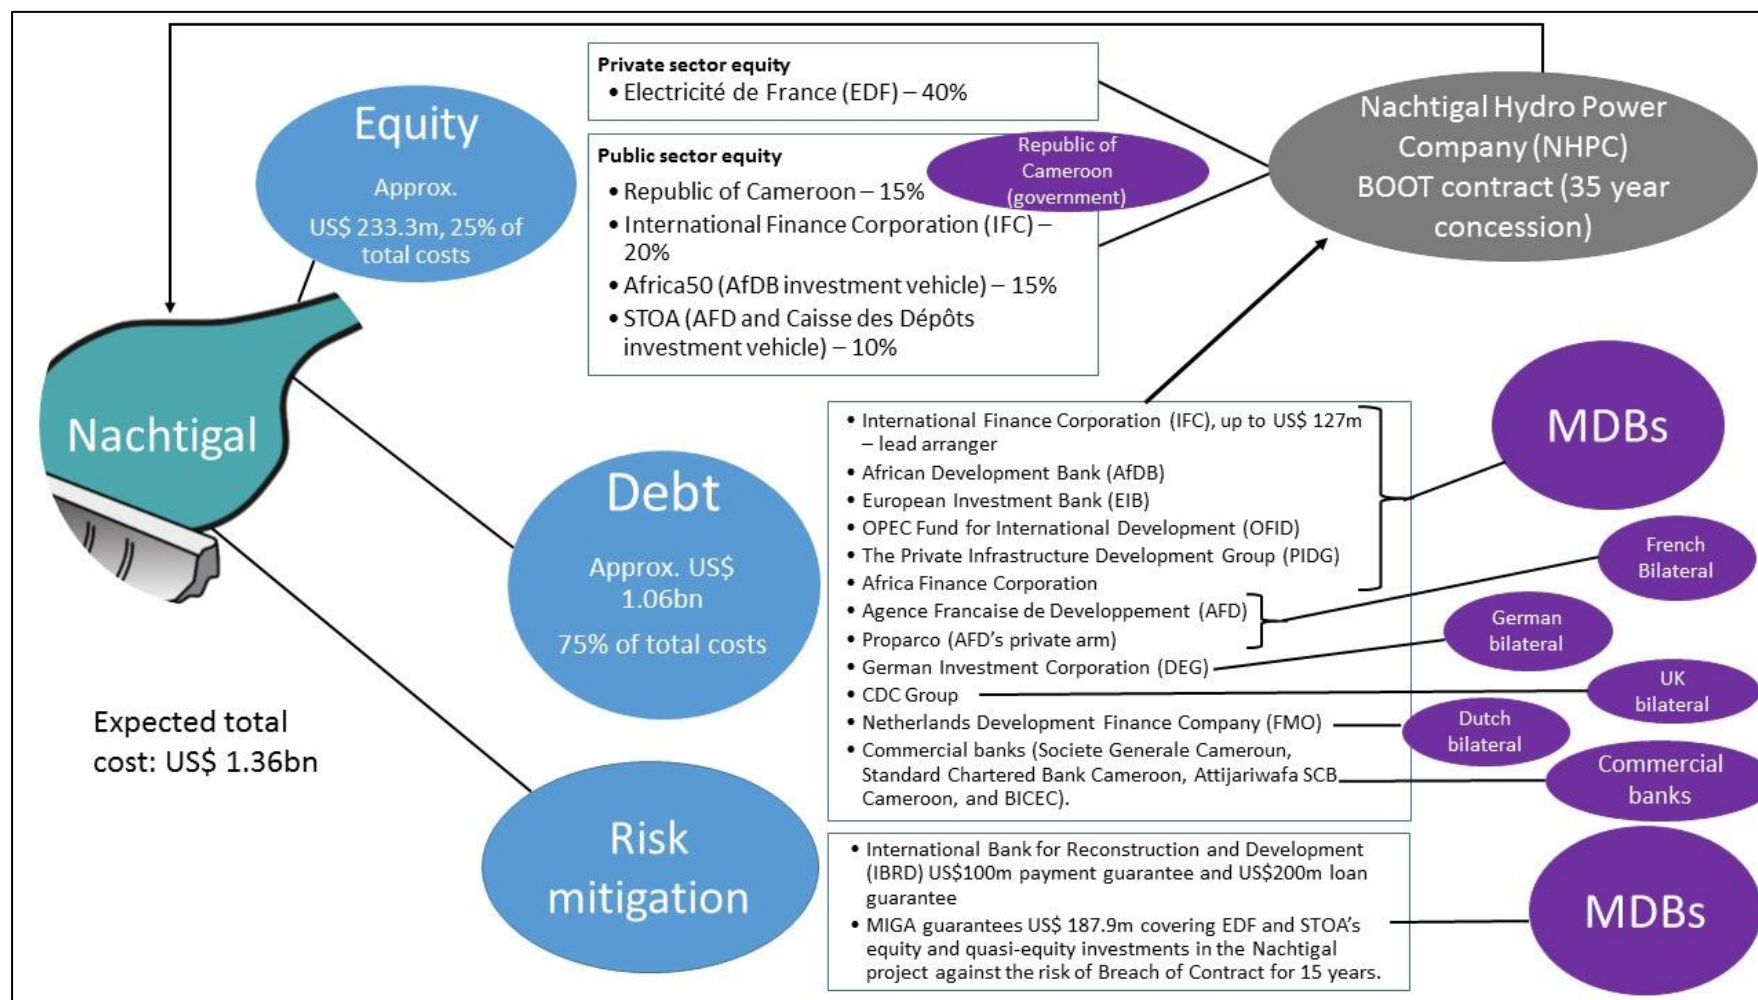 Equity
Approx.
US$ 233.3m, 25% of
total costs
Private sector equity
• Electricité de France (EDF) – 40%
Public sector equity
• Republic of Cameroon – 15%
• International Finance Corporation (IFC) –
20%
• Africa50 (AfDB investment vehicle) – 15%
• STOA (AFD and Caisse des Dépôts
investment vehicle) – 10%
Republic of
Cameroon
(government)
Nachtigal Hydro Power
Company (NHPC)
BOOT contract (35 year
concession)
Nachtigal
Debt
Approx. US$
1.06bn
75% of total costs
• International Finance Corporation (IFC), up to US$ 127m
– lead arranger
• African Development Bank (AfDB)
• European Investment Bank (EIB)
• OPEC Fund for International Development (OFID)
• The Private Infrastructure Development Group (PIDG)
• Africa Finance Corporation
• Agence Francaise de Developpement (AFD)
• Proparco (AFD's private arm)
• German Investment Corporation (DEG)
• CDC Group
• Netherlands Development Finance Company (FMO)
• Commercial banks (Societe Generale Cameroun,
Standard Chartered Bank Cameroon, Attijariwafa SCB
Cameroon, and BICEC).
MDBs
French
Bilateral
German
bilateral
UK
bilateral
Dutch
bilateral
Commercial
banks
Expected total
cost: US$ 1.36bn
Risk
mitigation
• International Bank for Reconstruction and Development
(IBRD) US$100m payment guarantee and US$200m loan
guarantee
• MIGA guarantees US$ 187.9m covering EDF and STOA's
equity and quasi-equity investments in the Nachtigal
project against the risk of Breach of Contract for 15 years.
MDBs